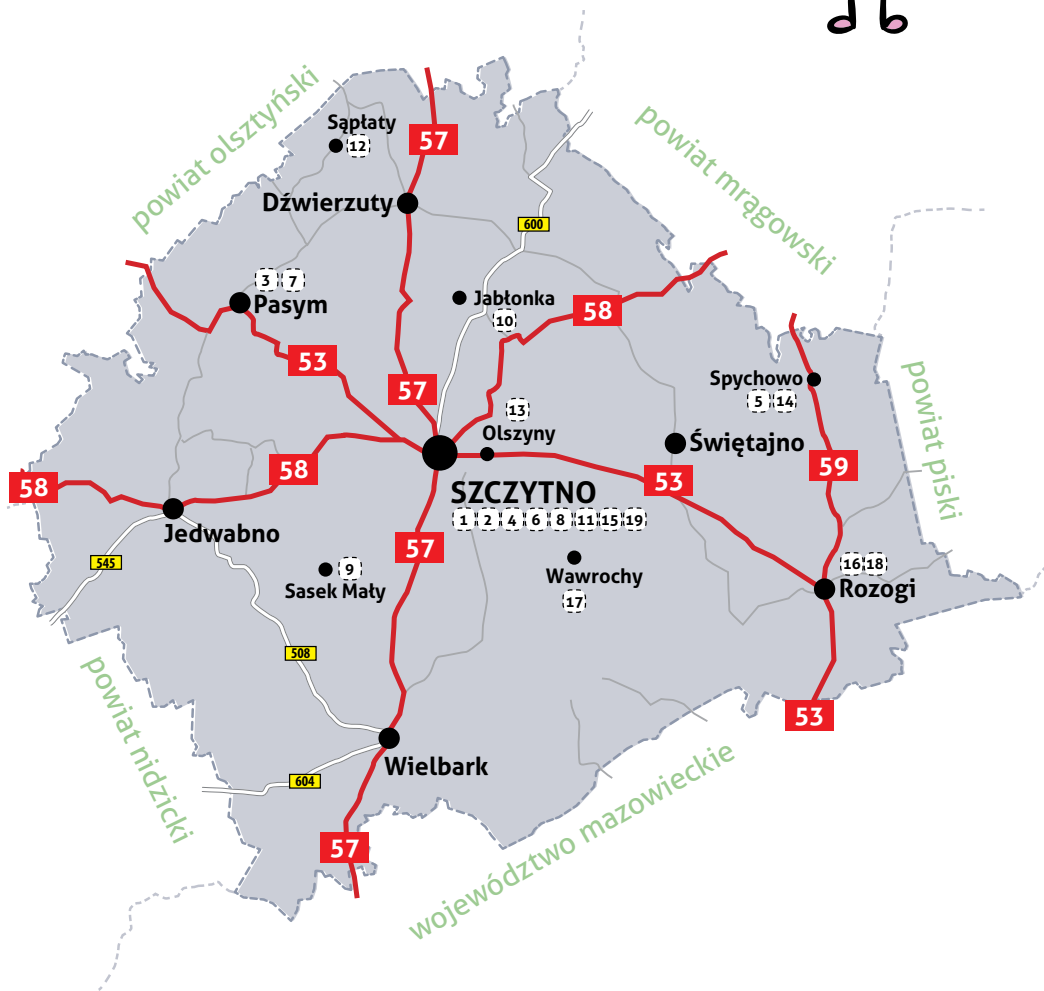 powiat olsztyński
Sąpłaty
12
57
powiat mrągowski
Dźwierzuty
600
3 7
Pasym
Jabłonka
10
58
53
57
Spychowo
5 14
powiat piski
13
Olszyny
Świętajno
58
58
53
59
SZCZYTNO
1 2 4 6 8 11 15 19
Jedwabno
57
545
9
Sasek Mały
Wawrochy
17
16 18
Rozogi
508
powiat nidzicki
53
Wielbark
604
57
województwo mazowieckie